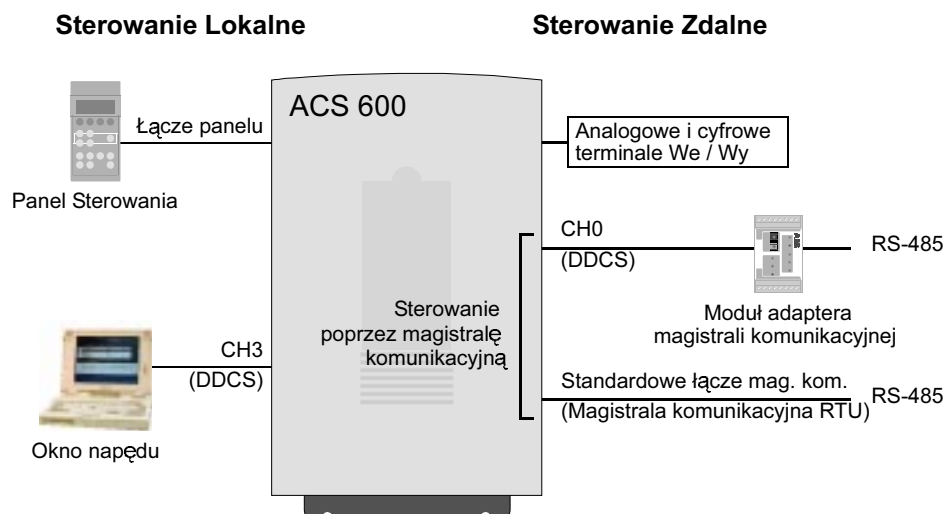 Sterowanie Lokalne
Sterowanie Zdalne
ACS 600
Łącze panelu
Panel Sterowania
Analogowe i cyfrowe
terminale We / Wy
CH0
(DDCS)
ABB
RS-485
Moduł adaptera
magistrali komunikacyjnej
Sterowanie
poprzez magistralę
komunikacyjną
CH3
(DDCS)
Okno napędu
Standardowe łącze mag. kom.
(Magistrala komunikacyjna RTU)
RS-485